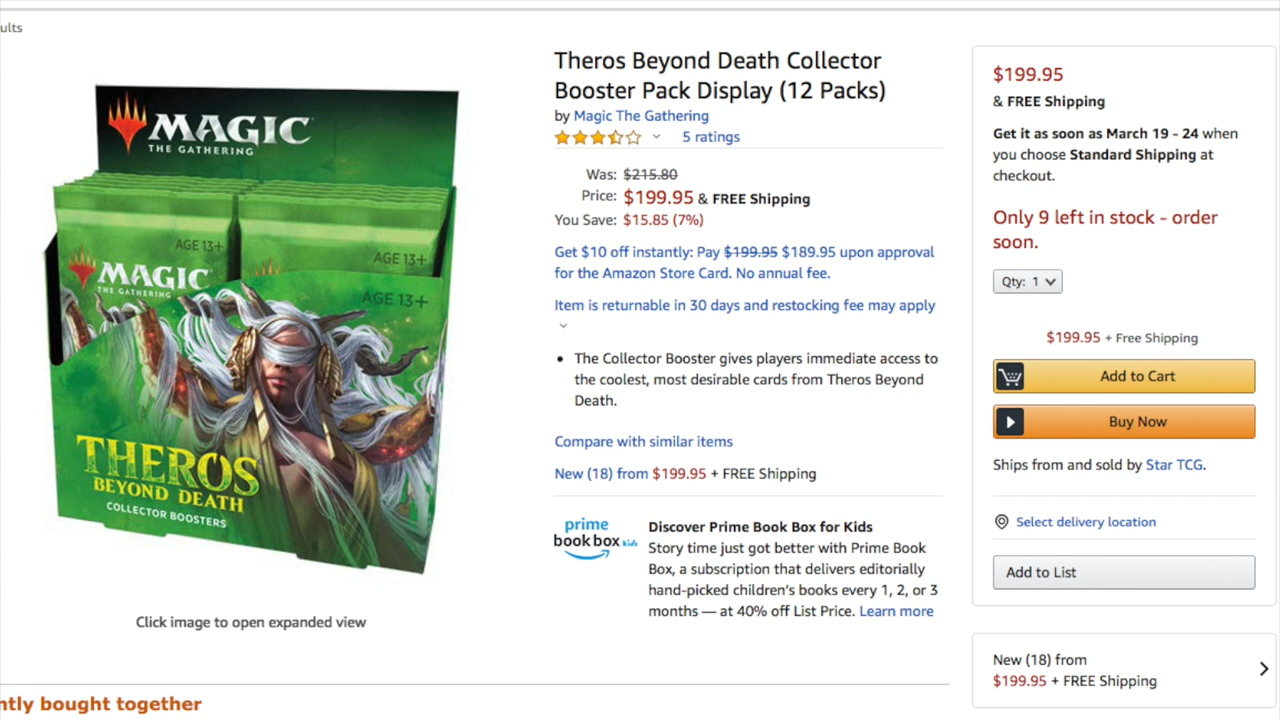 ults
MAGIC
THE GATHERING
AGE 13+
AGE 13+
MAGIC
THE GATHERING
AGE 13+
THEROS
BEYOND DEATH
COLLECTOR BOOSTERS
Click image to open expanded view
Theros Beyond Death Collector
Booster Pack Display (12 Packs)
by Magic The Gathering
5 ratings
Was: $215.80
Price: $199.95 & FREE Shipping
You Save: $15.85 (7%)
Get $10 off instantly: Pay $199.95 $189.95 upon approval
for the Amazon Store Card. No annual fee.
Item is returnable in 30 days and restocking fee may apply
• The Collector Booster gives players immediate access to
the coolest, most desirable cards from Theros Beyond
Death.
Compare with similar items
New (18) from $199.95 + FREE Shipping
prime
book box kids
Discover Prime Book Box for Kids
Story time just got better with Prime Book
Box, a subscription that delivers editorially
hand-picked children's books every 1, 2, or 3
months — at 40% off List Price. Learn more
$199.95
& FREE Shipping
Get it as soon as March 19 - 24 when
you choose Standard Shipping at
checkout.
Only 9 left in stock - order
soon.
Qty: 1
$199.95 + Free Shipping
Add to Cart
Buy Now
Ships from and sold by Star TCG.
Select delivery location
Add to List
New (18) from
$199.95 + FREE Shipping
ntly bought together